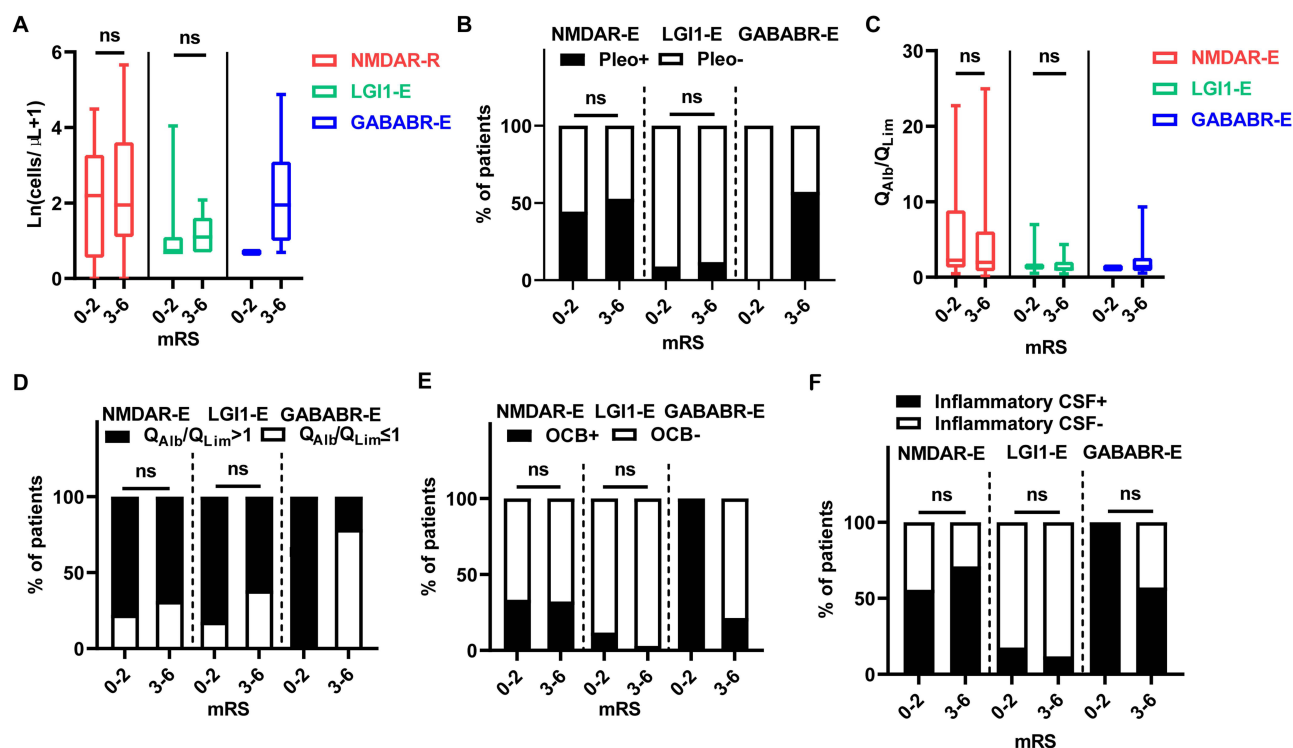 A
Ln(cells/ μL+1)
6
4
2
0
ns
ns
NMDAR-R
LGI1-E
GABABR-E
0-2
3-6
0-2
3-6
0-2
3-6
mRS
B
NMDAR-E LGI1-E GABABR-E
Pleo+ Pleo-
% of patients
100
50
0
ns
ns
0-2
3-6
0-2
3-6
0-2
3-6
mRS
C
QAlb/QLim
30
20
10
0
ns
ns
NMDAR-E
LGI1-E
GABABR-E
0-2
3-6
0-2
3-6
0-2
3-6
mRS
D
NMDAR-E LGI1-E GABABR-E
QAlb/QLim>1 QAlb/QLim≤1
% of patients
100
50
0
ns
ns
0-2
3-6
0-2
3-6
0-2
3-6
mRS
E
NMDAR-E LGI1-E GABABR-E
OCB+ OCB-
% of patients
100
50
0
ns
ns
0-2
3-6
0-2
3-6
0-2
3-6
mRS
F
Inflammatory CSF+
Inflammatory CSF-
NMDAR-E LGI1-E GABABR-E
% of patients
100
50
0
ns
ns
ns
0-2
3-6
0-2
3-6
0-2
3-6
mRS